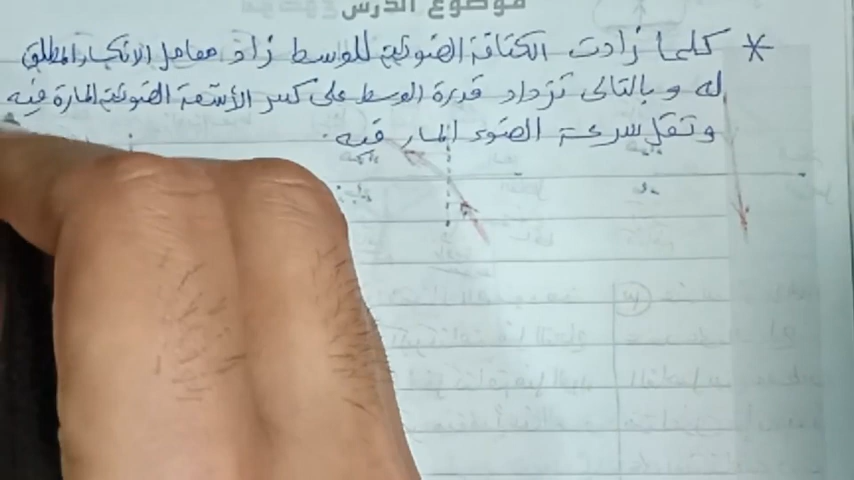 موضوع الدرس
* كلما زادت الكثافة الضوئية للوسط زاد معامل الانكسار المطلق
له وبالتالى تزداد قدرة الوسط على كسر الأشعة الضوئية المارة فيه
وتقل سرعة الضوء المار فيه.